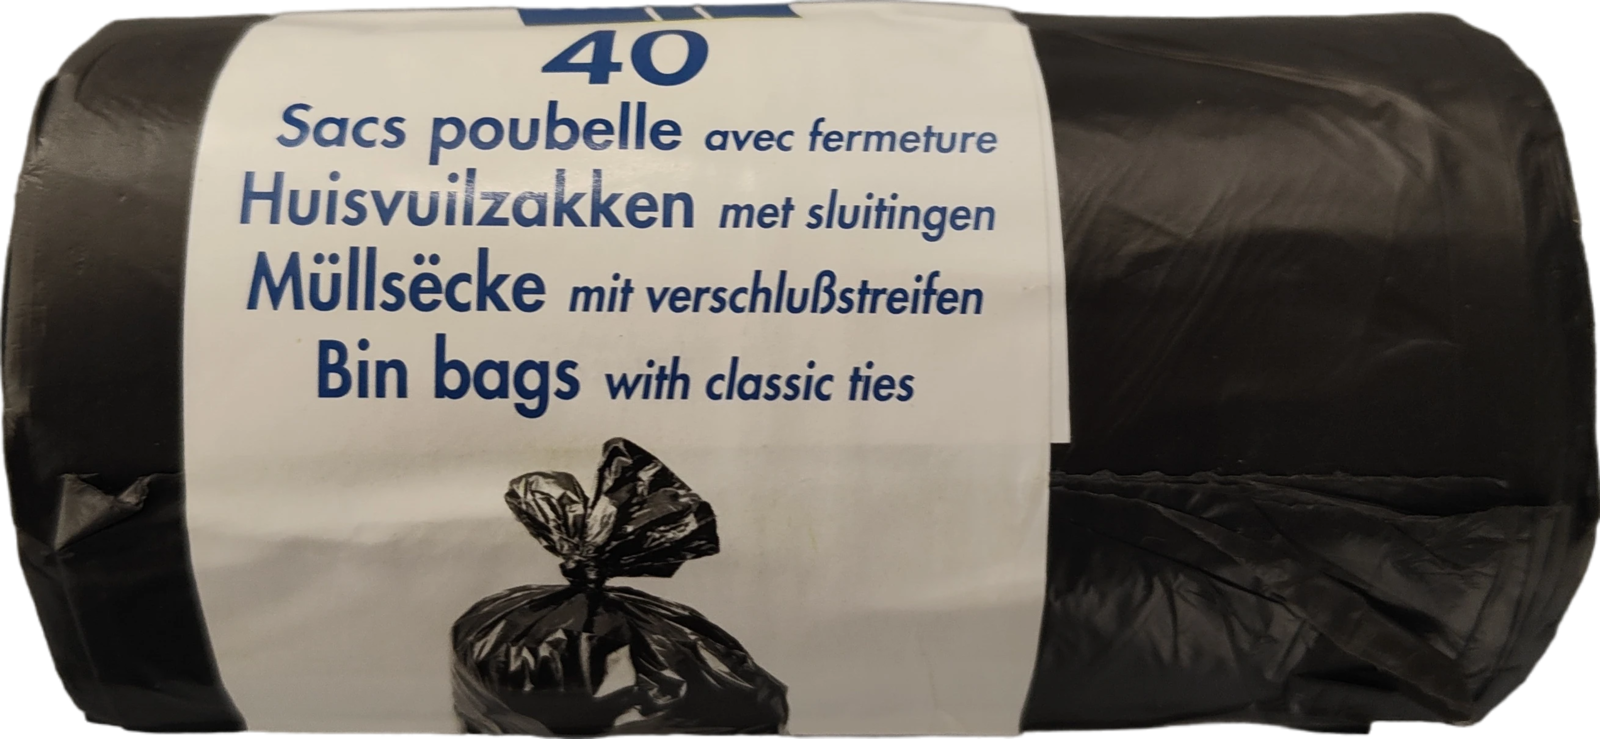 40
Sacs poubelle avec fermeture
Huisvuilzakken met sluitingen
Müllsëcke mit verschlußstreifen
Bin bags with classic ties